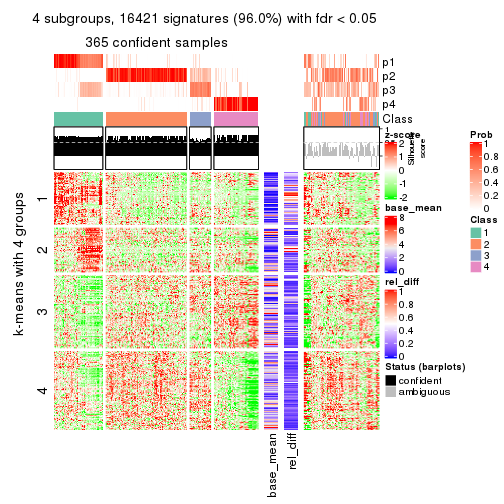 4 subgroups, 16421 signatures (96.0%) with fdr < 0.05
365 confident samples
p1
p2
p3
p4
Class
1
Silhouette
score
k-means with 4 groups
1
2
3
4
base_mean
rel_diff
z-score
2
1
0
-1
-2
base_mean
8
6
4
2
0
rel_diff
1
0.8
0.6
0.4
0.2
0
Status (barplots)
confident
ambiguous
Prob
1
0.8
0.6
0.4
0.2
0
Class
1
2
3
4